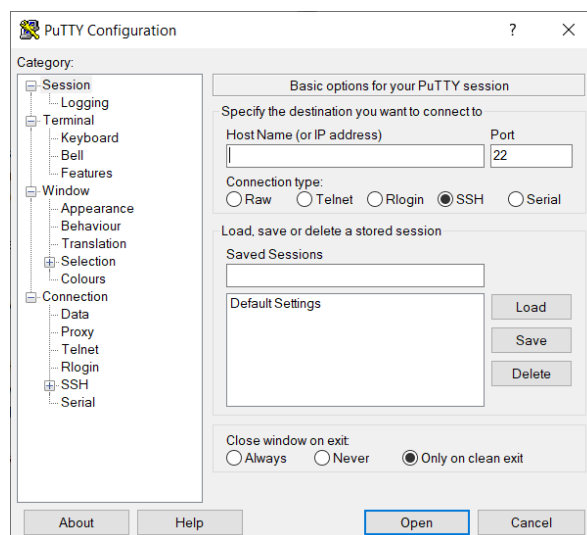 PuTTY Configuration
?
Category:
Session
Logging
Terminal
Keyboard
Bell
Features
Window
Appearance
Behaviour
Translation
Selection
Colours
Connection
Data
Proxy
Telnet
Rlogin
SSH
Serial
Basic options for your PuTTY session
Specify the destination you want to connect to
Host Name (or IP address) Port
22
Connection type:
Raw Telnet Rlogin SSH Serial
Load, save or delete a stored session
Saved Sessions
Default Settings
Load
Save
Delete
Close window on exit:
Always Never Only on clean exit
About Help Open Cancel